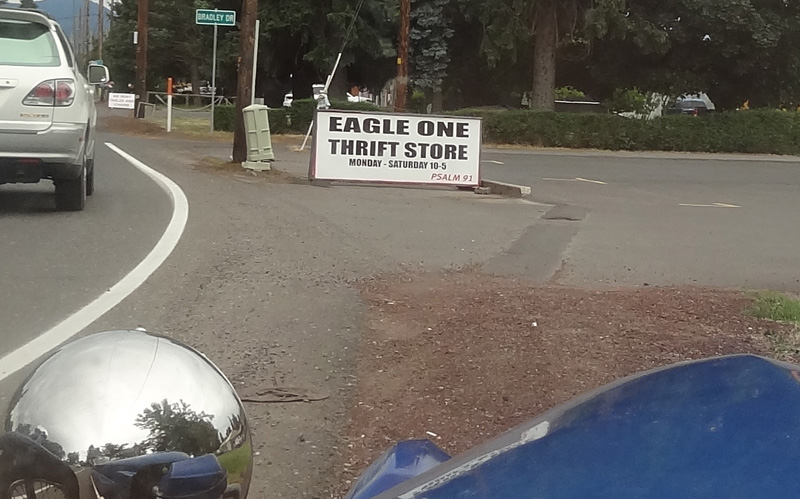 BRADLEY DR
EAGLE ONE
THRIFT STORE
MONDAY - SATURDAY 10-5
PSALM 91